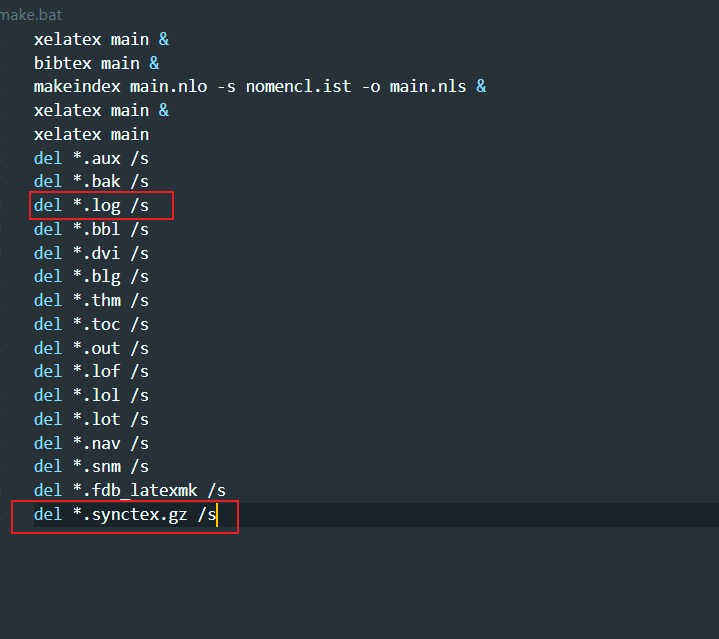 make.bat
xelatex main &
bibtex main &
makeindex main.nlo -s nomencl.ist -o main.nls &
xelatex main &
xelatex main
del *.aux /s
del *.bak /s
del *.log /s
del *.bbl /s
del *.dvi /s
del *.blg /s
del *.thm /s
del *.toc /s
del *.out /s
del *.lof /s
del *.lol /s
del *.lot /s
del *.nav /s
del *.snm /s
del *.fdb_latexmk /s
del *.synctex.gz /s